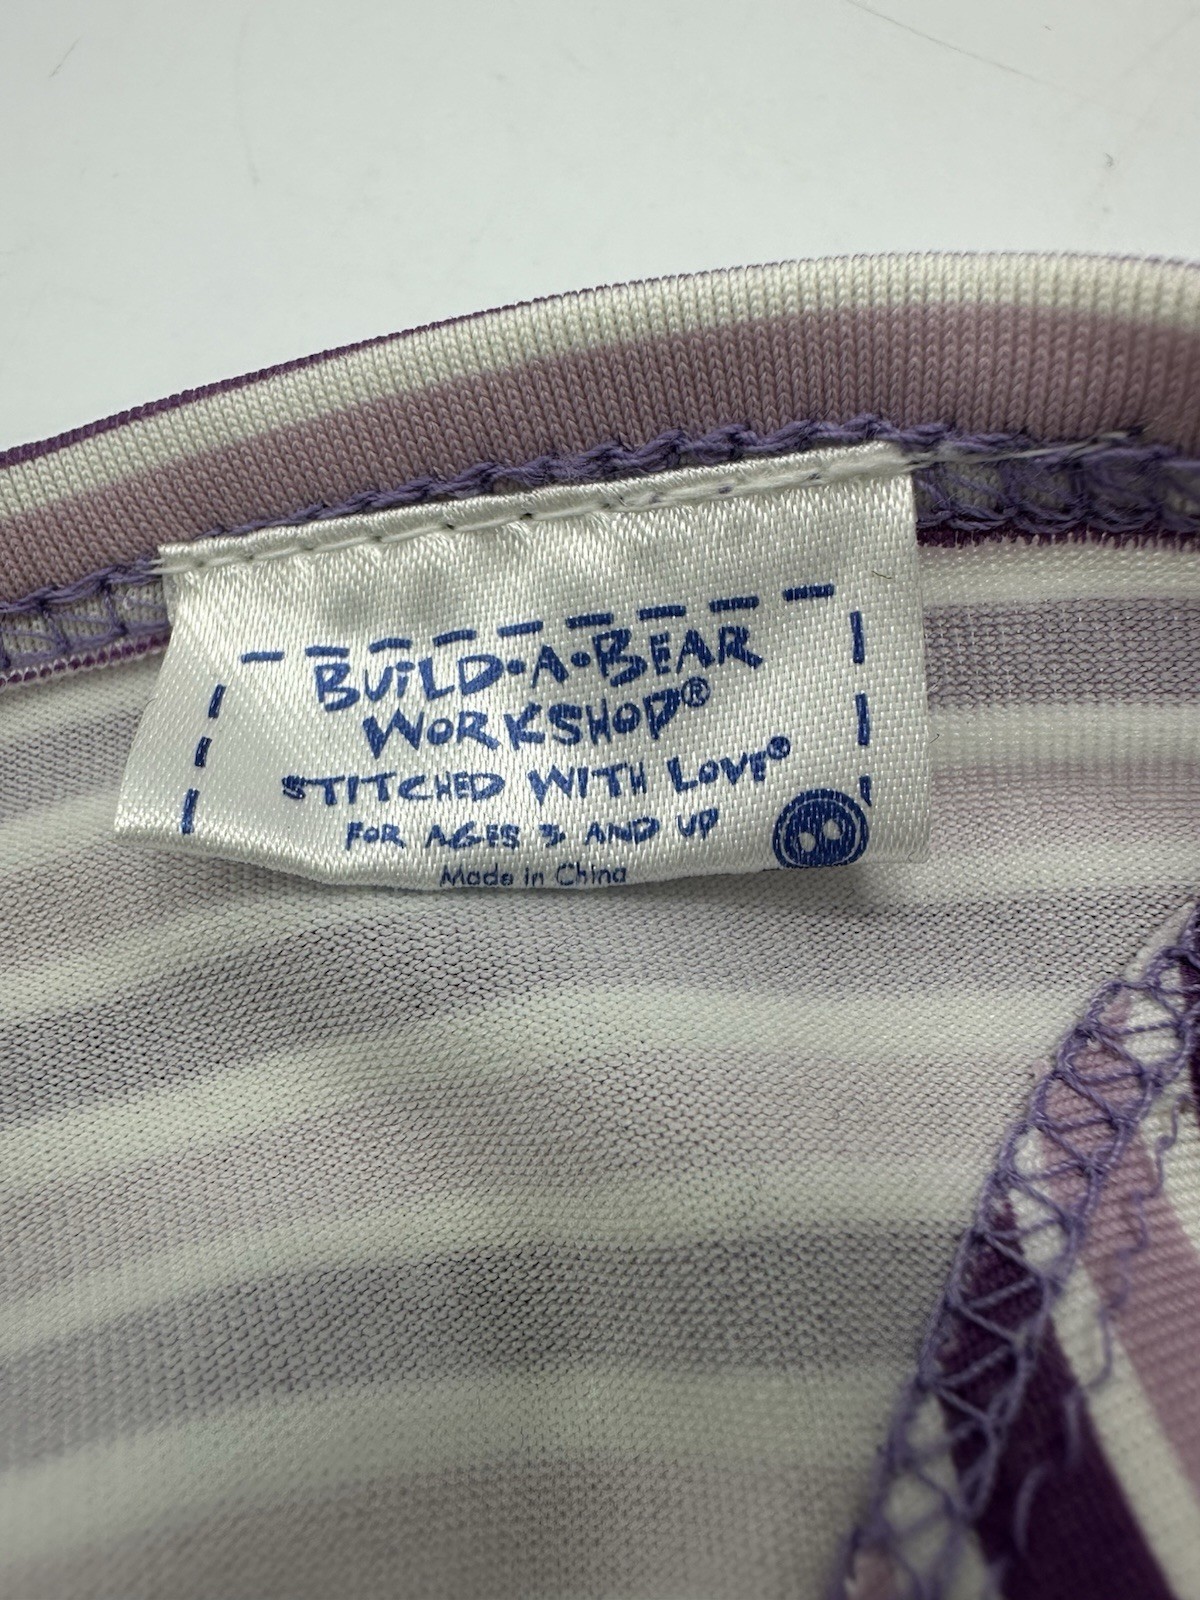 BUILD•A•BEAR
WORKSHOP®
STITCHED WITH LOVE®
FOR AGES 3 AND UP
Made in China